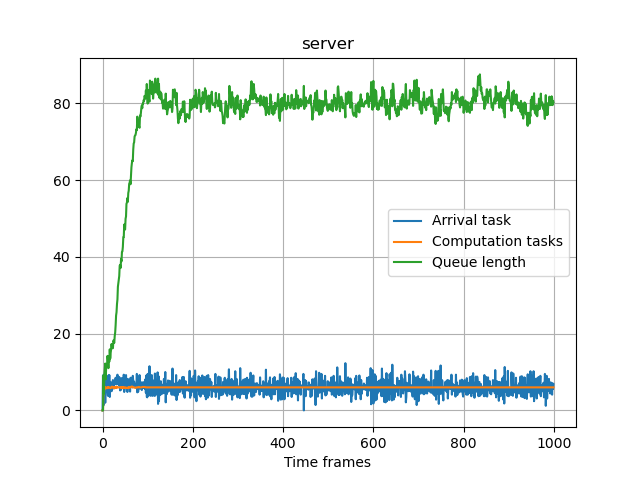 server
80
60
40
20
0
Arrival task
Computation tasks
Queue length
0 200 400 600 800 1000
Time frames